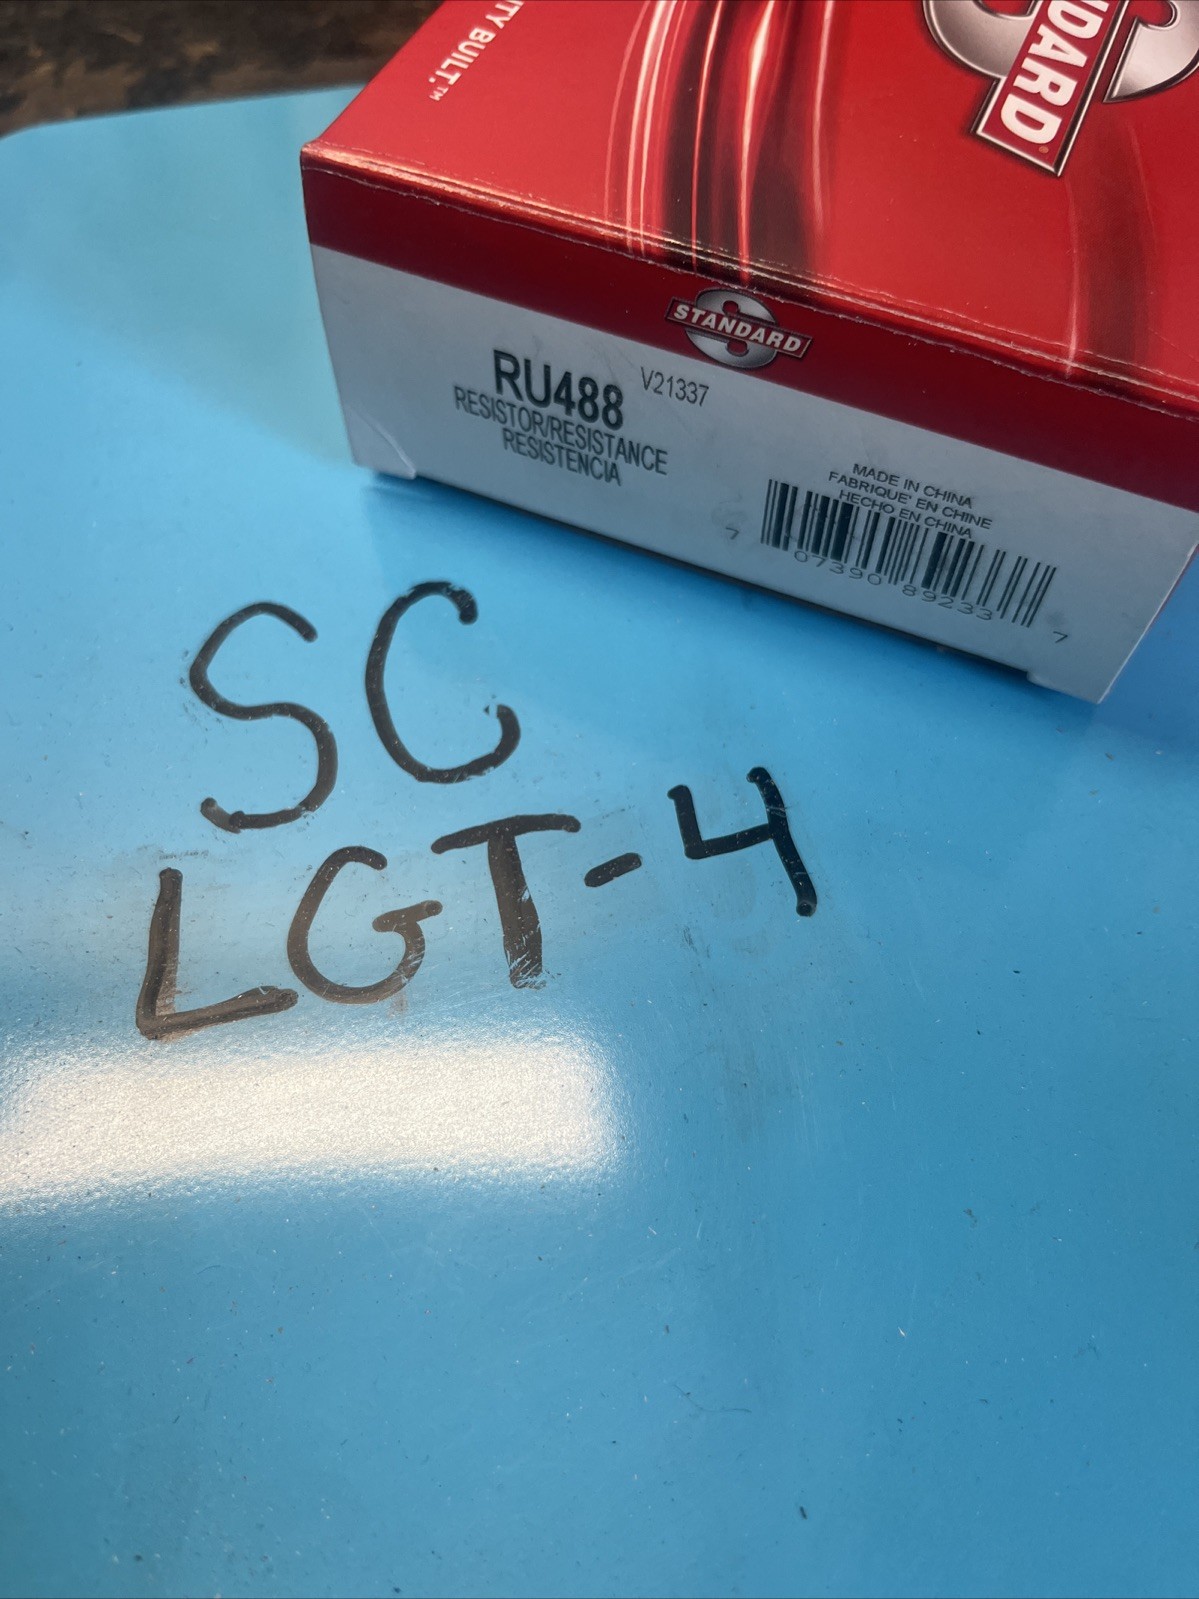 ITY BUILT.™
NDARD®
STANDARD
RU488 V21337
RESISTOR/RESISTANCE
RESISTENCIA
MADE IN CHINA
FABRIQUE' EN CHINE
HECHO EN CHINA
7 07390 89233 7
SC
LGT-4